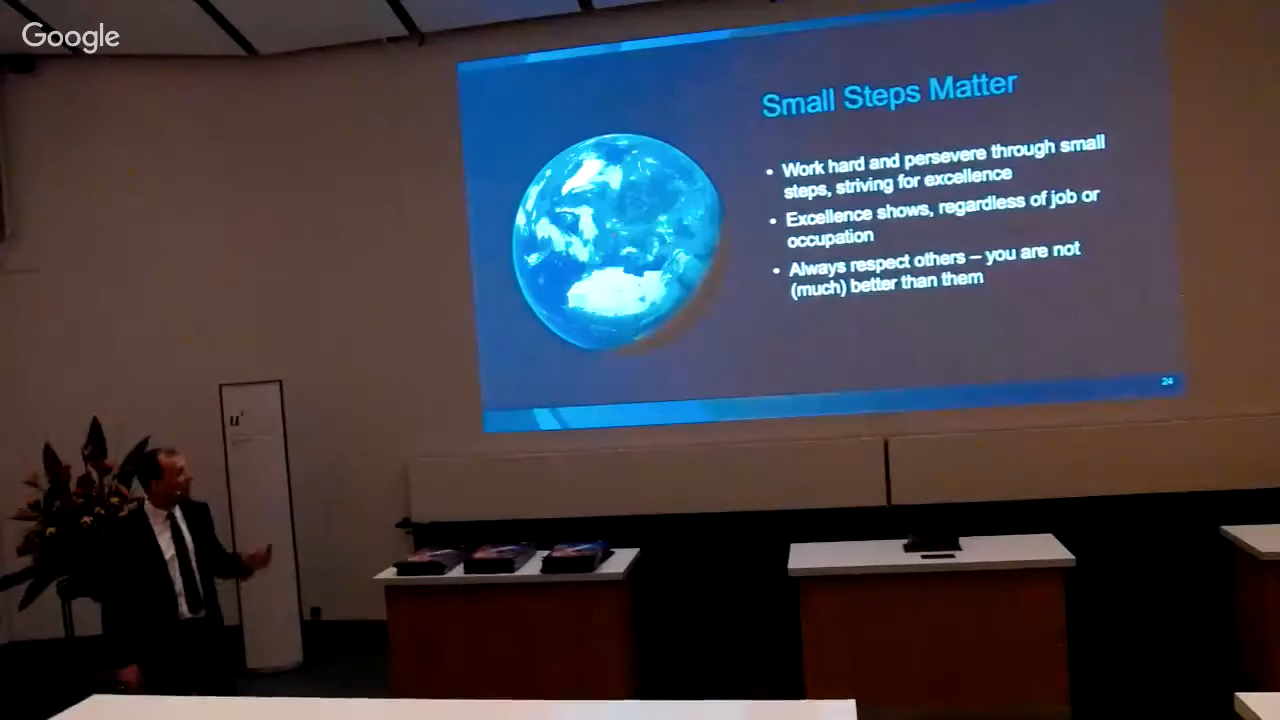 Google
Small Steps Matter
• Work hard and persevere through small
steps, striving for excellence
• Excellence shows, regardless of job or
occupation
• Always respect others – you are not
(much) better than them
24